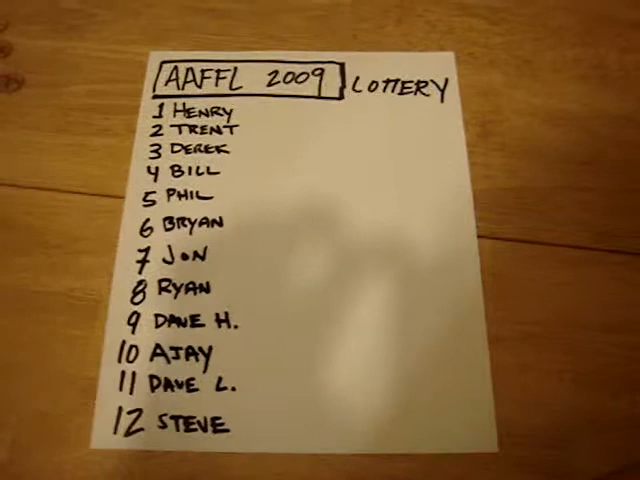 AAFFL 2009 LOTTERY
1 HENRY
2 TRENT
3 DEREK
4 BILL
5 PHIL
6 BRYAN
7 JON
8 RYAN
9 DAVE H.
10 AJAY
11 DAVE L.
12 STEVE